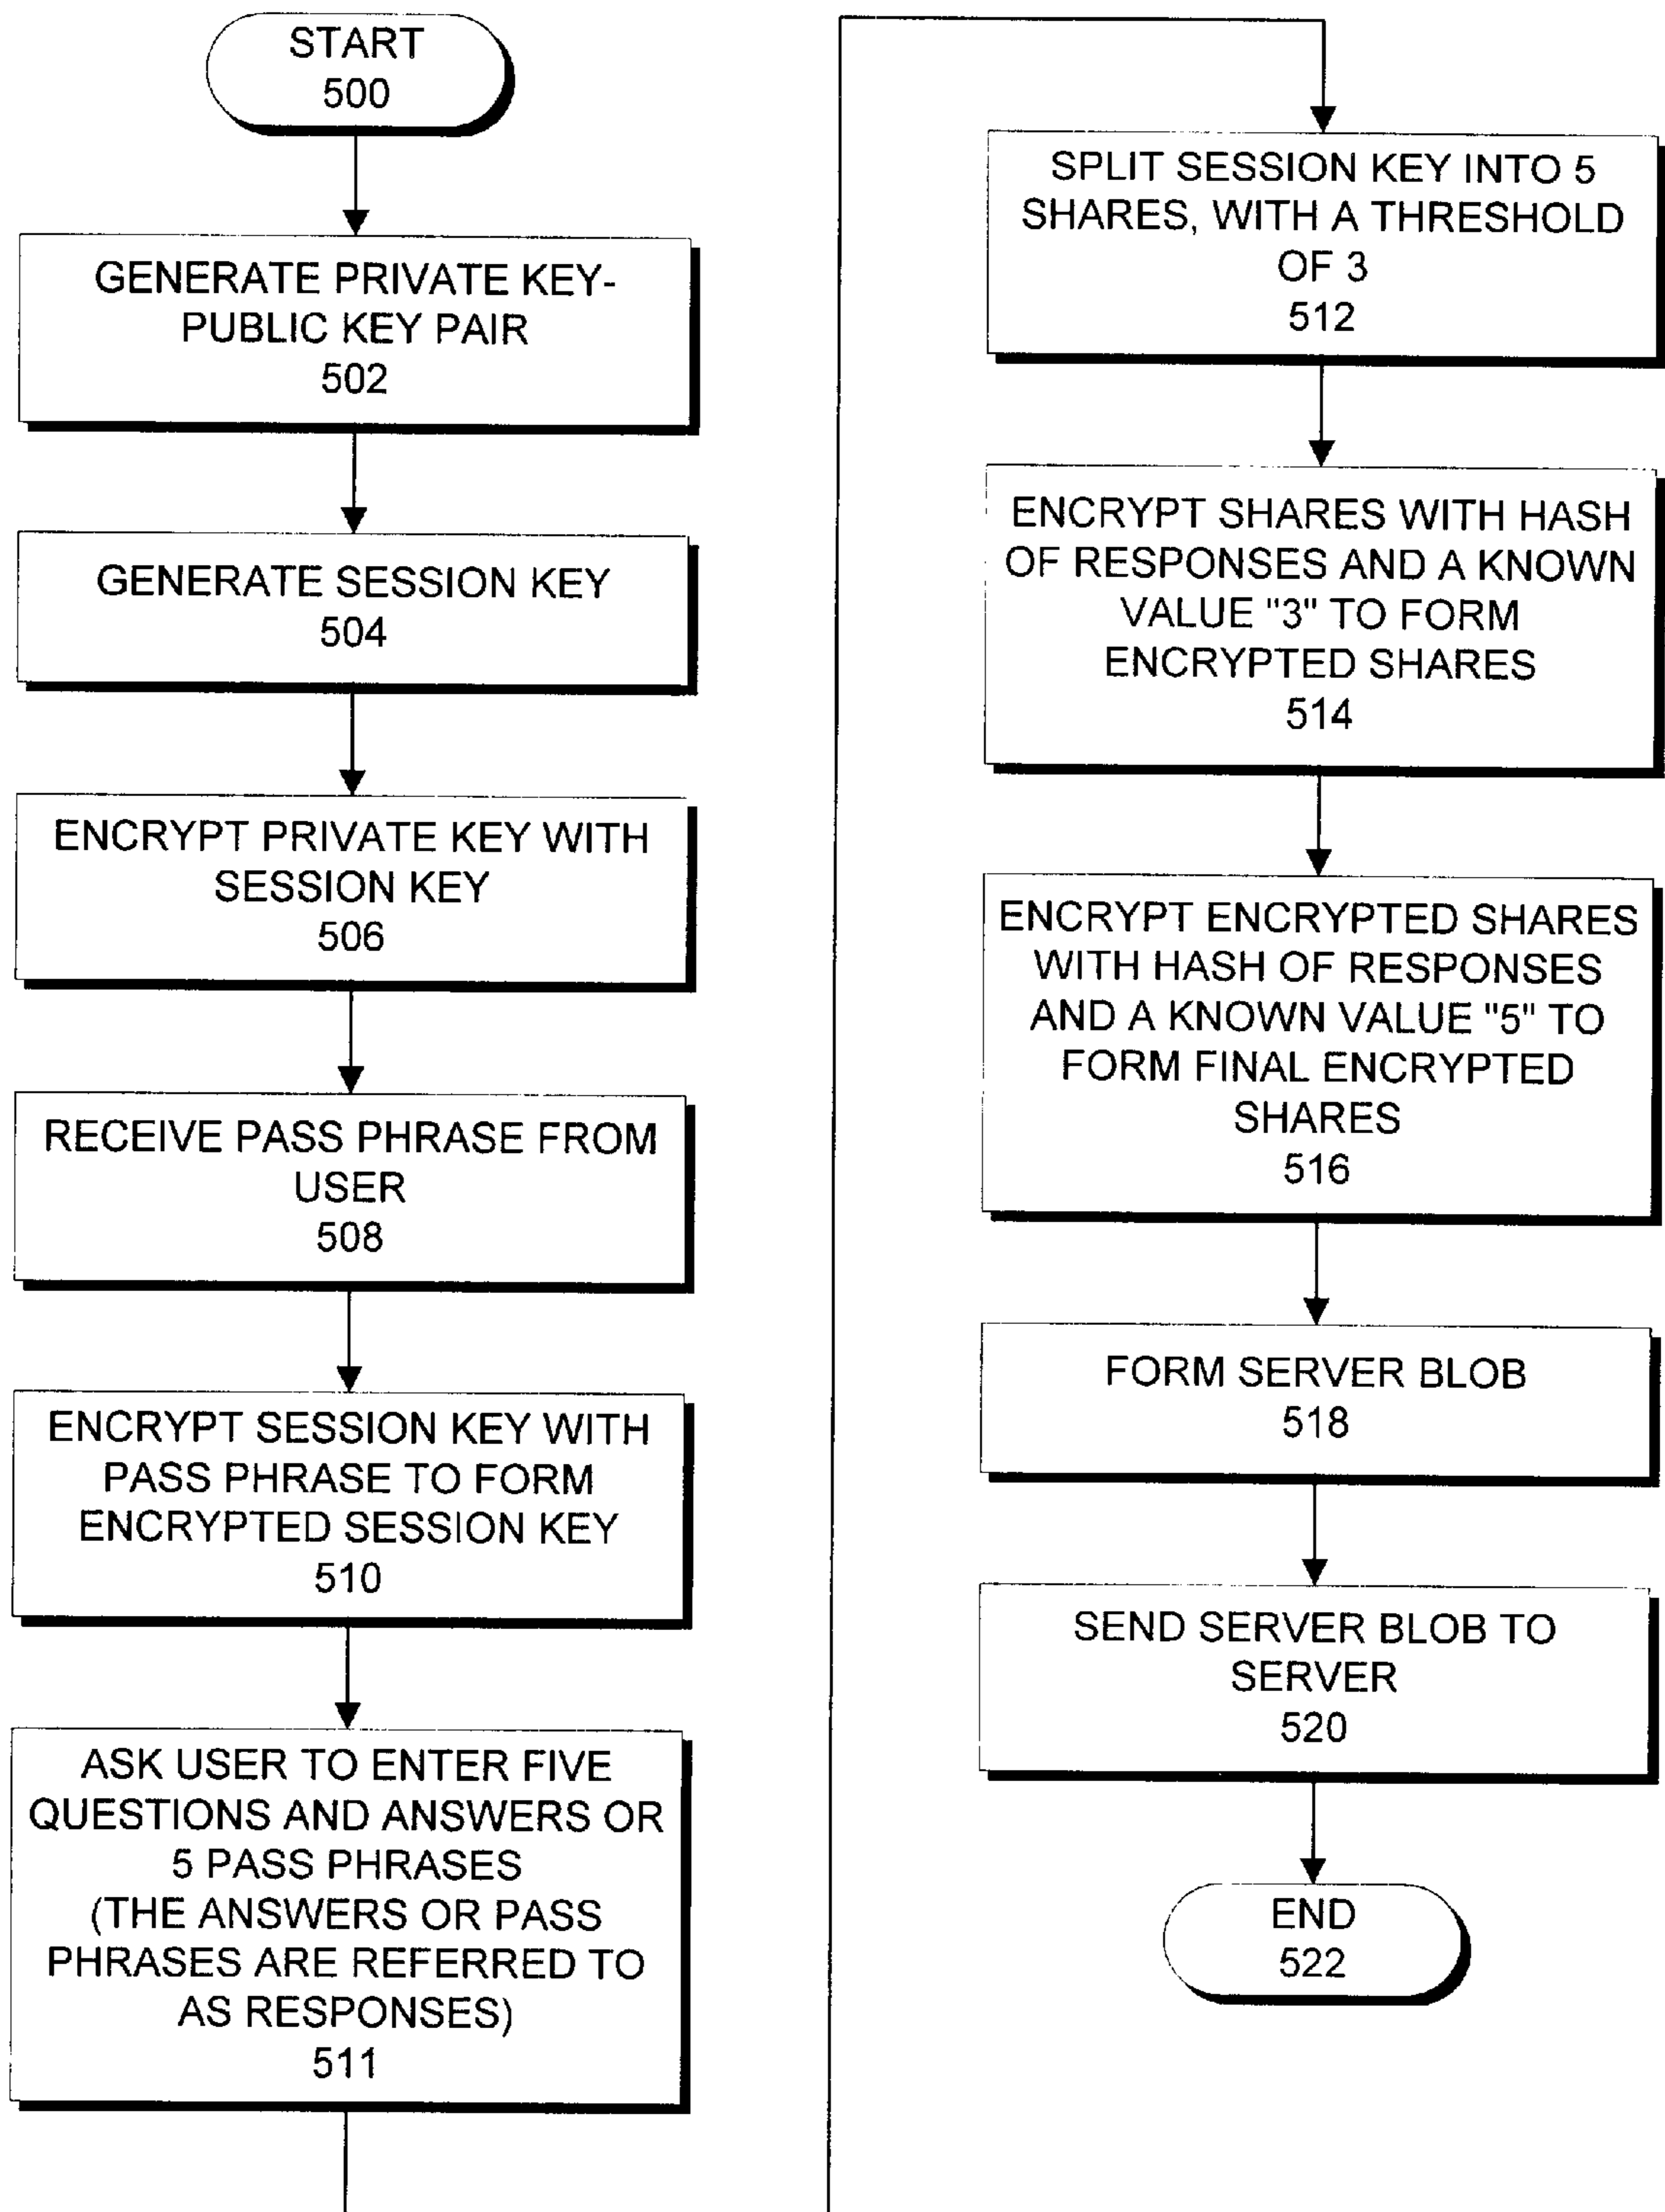 START
500
GENERATE PRIVATE KEY-
PUBLIC KEY PAIR
502
GENERATE SESSION KEY
504
ENCRYPT PRIVATE KEY WITH
SESSION KEY
506
RECEIVE PASS PHRASE FROM
USER
508
ENCRYPT SESSION KEY WITH
PASS PHRASE TO FORM
ENCRYPTED SESSION KEY
510
ASK USER TO ENTER FIVE
QUESTIONS AND ANSWERS OR
5 PASS PHRASES
(THE ANSWERS OR PASS
PHRASES ARE REFERRED TO
AS RESPONSES)
511
SPLIT SESSION KEY INTO 5
SHARES, WITH A THRESHOLD
OF 3
512
ENCRYPT SHARES WITH HASH
OF RESPONSES AND A KNOWN
VALUE "3" TO FORM
ENCRYPTED SHARES
514
ENCRYPT ENCRYPTED SHARES
WITH HASH OF RESPONSES
AND A KNOWN VALUE "5" TO
FORM FINAL ENCRYPTED
SHARES
516
FORM SERVER BLOB
518
SEND SERVER BLOB TO
SERVER
520
END
522